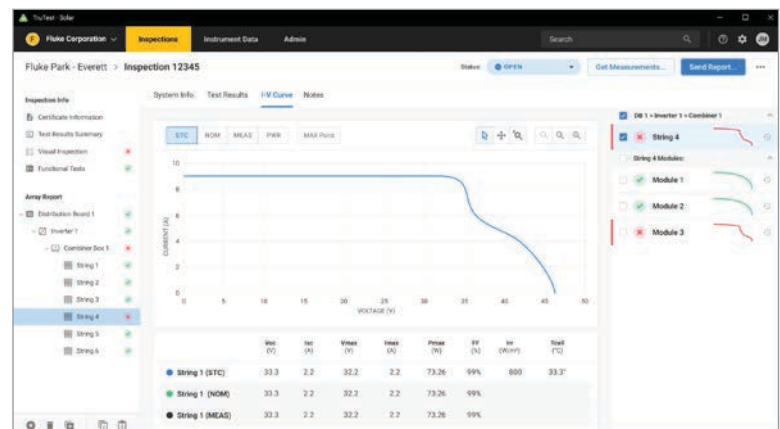 TruTest - Solar
F Fluke Corporation Inspections Instrument Data Admin Search JM
Fluke Park - Everett > Inspection 12345 Status: OPEN Get Measurements... Send Report...
Inspection Info
Certificate Information
Test Results Summary
Visual Inspection
Functional Tests
Array Report
Distribution Board 1
Inverter 1
Combiner Box 1
String 1
String 2
String 3
String 4
String 5
String 6
System Info Test Results I-V Curve Notes
STC NOM MEAS PWR MAX Point
CURRENT (A)
10
8
6
4
2
0
0 5 10 15 20 25 30 35 40 45 50
VOLTAGE (V)
Voc (V) Isc (A) Vmax (V) Imax (A) Pmax (W) FF (%) Irr (W/m²) Tcell (°C)
String 1 (STC) 33.3 2.2 32.2 2.2 73.26 99% 800 33.3°
String 1 (NOM) 33.3 2.2 32.2 2.2 73.26 99%
String 1 (MEAS) 33.3 2.2 32.2 2.2 73.26 99%
DB 1 > Inverter 1 > Combiner 1
String 4
String 4 Modules:
Module 1
Module 2
Module 3